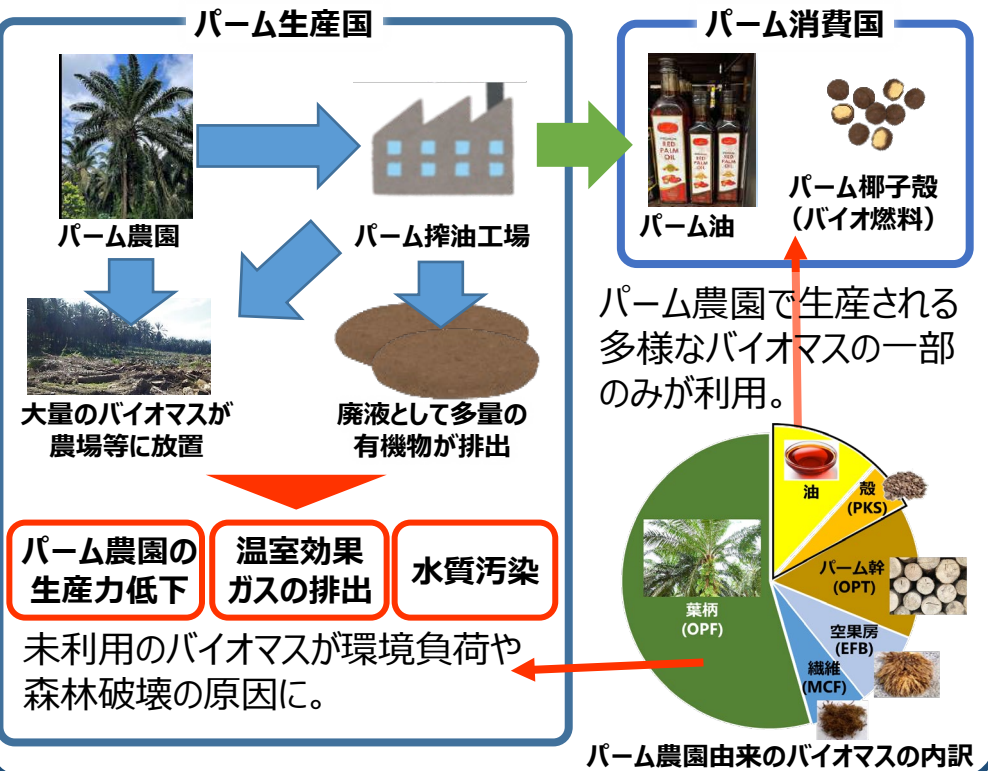 パーム生産国
パーム農園
パーム搾油工場
大量のバイオマスが
農場等に放置
廃液として多量の
有機物が排出
パーム農園の
生産力低下
温室効果
ガスの排出
水質汚染
未利用のバイオマスが環境負荷や
森林破壊の原因に。
パーム消費国
RED
PALM
OIL
RED
PALM
OIL
パーム油
パーム椰子殻
（バイオ燃料）
パーム農園で生産される
多様なバイオマスの一部
のみが利用。
油
殻
(PKS)
パーム幹
(OPT)
空果房
(EFB)
繊維
(MCF)
葉柄
(OPF)
パーム農園由来のバイオマスの内訳